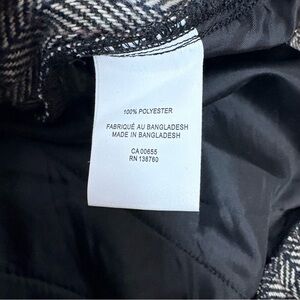 100% POLYESTER
FABRIQUÉ AU BANGLADESH
MADE IN BANGLADESH
CA 00655
RN 138760